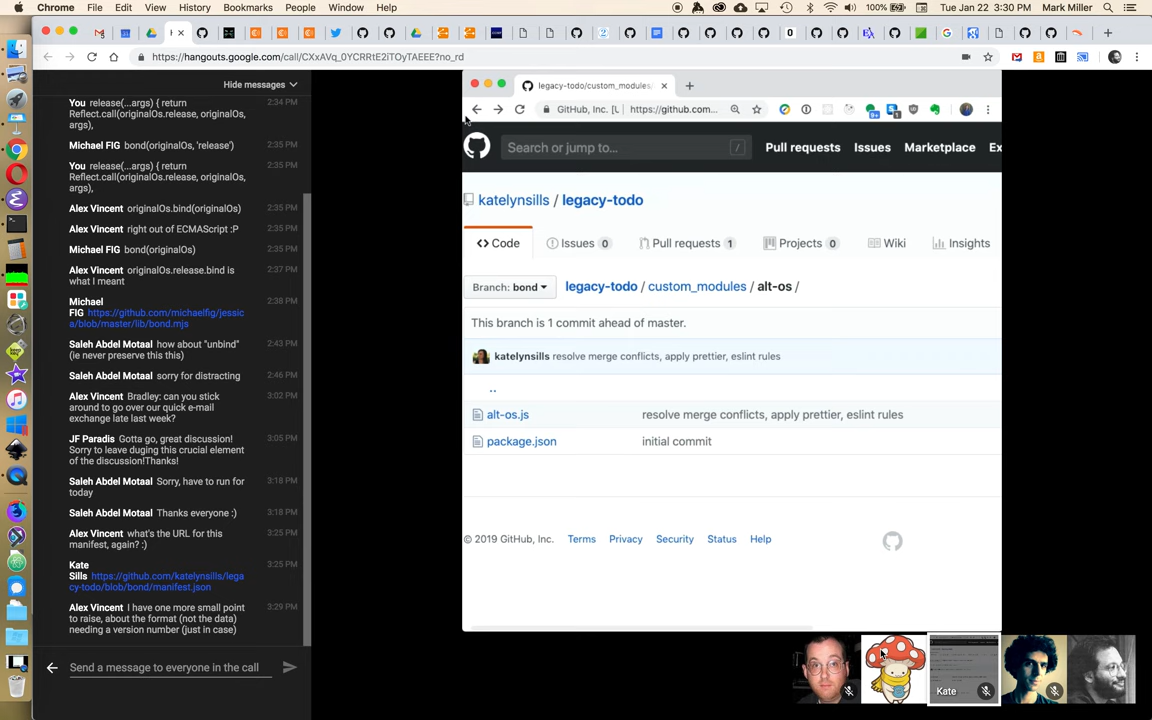 Chrome File Edit View History Bookmarks People Window Help
100% Tue Jan 22 3:30 PM Mark Miller
https://hangouts.google.com/call/CXxAVq_0YCRRtE2iTOyTAEEE?no_rd
Hide messages
You release(...args) { return 2:34 PM
Reflect.call(originalOs.release, originalOs,
args),
Michael FIG bond(originalOs, 'release') 2:35 PM
You release(...args) { return 2:35 PM
Reflect.call(originalOs.release, originalOs,
args),
Alex Vincent originalOs.bind(originalOs) 2:35 PM
Alex Vincent right out of ECMAScript :P 2:35 PM
Michael FIG bond(originalOs) 2:35 PM
Alex Vincent originalOs.release.bind is 2:37 PM
what I meant
Michael 2:38 PM
FIG https://github.com/michaelfig/jessic
a/blob/master/lib/bond.mjs
Saleh Abdel Motaal how about "unbind" 2:43 PM
(ie never preserve this this)
Saleh Abdel Motaal sorry for distracting 2:46 PM
Alex Vincent Bradley: can you stick 3:02 PM
around to go over our quick e-mail
exchange late last week?
JF Paradis Gotta go, great discussion! 3:05 PM
Sorry to leave duging this crucial element
of the discussion!Thanks!
Saleh Abdel Motaal Sorry, have to run for 3:18 PM
today
Saleh Abdel Motaal Thanks everyone :) 3:18 PM
Alex Vincent what's the URL for this 3:25 PM
manifest, again? :)
Kate 3:25 PM
Sills https://github.com/katelynsills/lega
cy-todo/blob/bond/manifest.json
Alex Vincent I have one more small point 3:29 PM
to raise, about the format (not the data)
needing a version number (just in case)
Send a message to everyone in the call
legacy-todo/custom_modules/
GitHub, Inc. [U https://github.com...
Search or jump to... / Pull requests Issues Marketplace Ex
katelynsills / legacy-todo
Code Issues 0 Pull requests 1 Projects 0 Wiki Insights
Branch: bond legacy-todo / custom_modules / alt-os /
This branch is 1 commit ahead of master.
katelynsills resolve merge conflicts, apply prettier, eslint rules
..
alt-os.js resolve merge conflicts, apply prettier, eslint rules
package.json initial commit
© 2019 GitHub, Inc. Terms Privacy Security Status Help
Kate